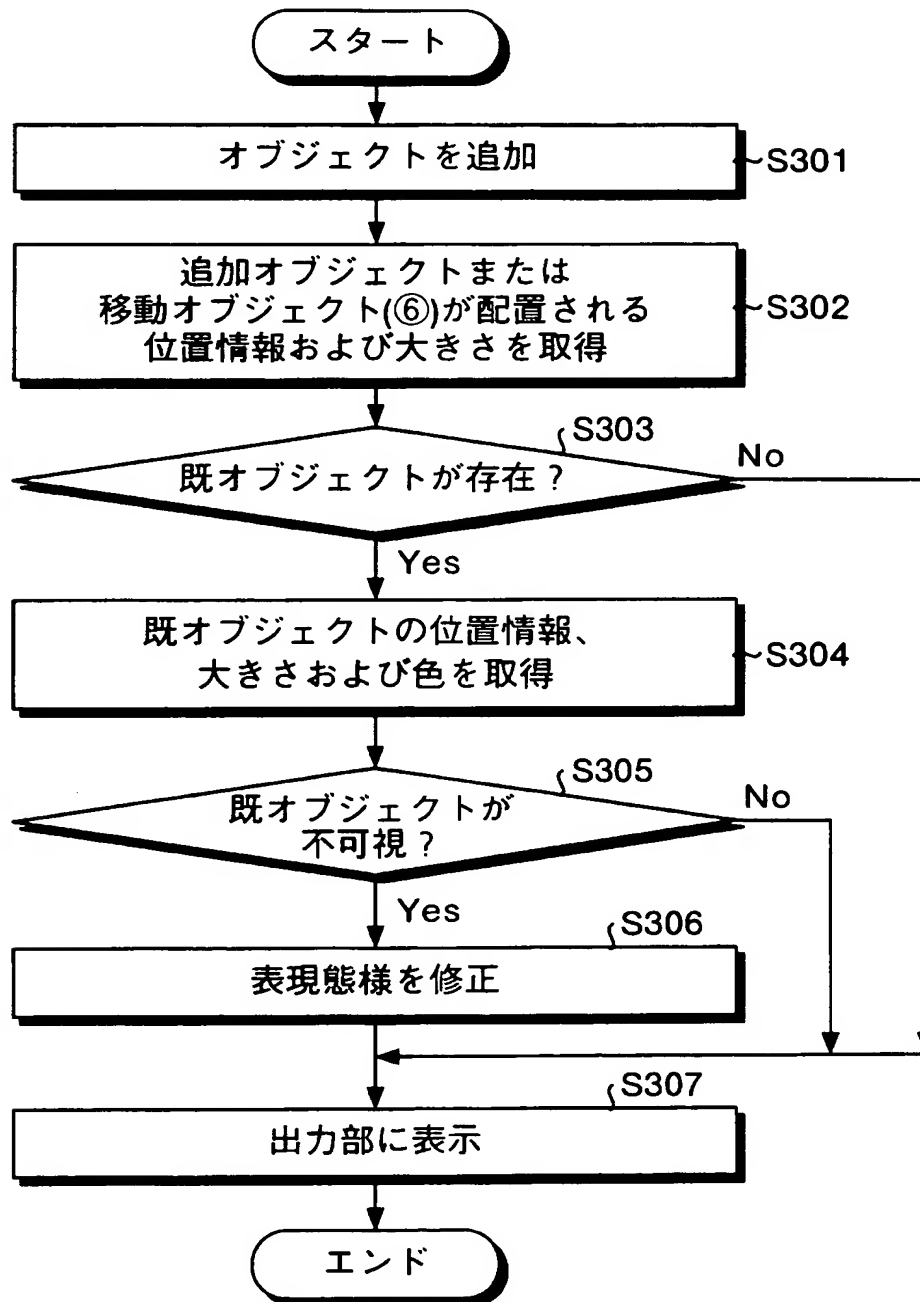 スタート
オブジェクトを追加
S301
追加オブジェクトまたは
移動オブジェクト(⑥)が配置される
位置情報および大きさを取得
S302
S303
既オブジェクトが存在？
No
Yes
既オブジェクトの位置情報、
大きさおよび色を取得
S304
S305
既オブジェクトが
不可視？
No
Yes
S306
表現態様を修正
S307
出力部に表示
エンド